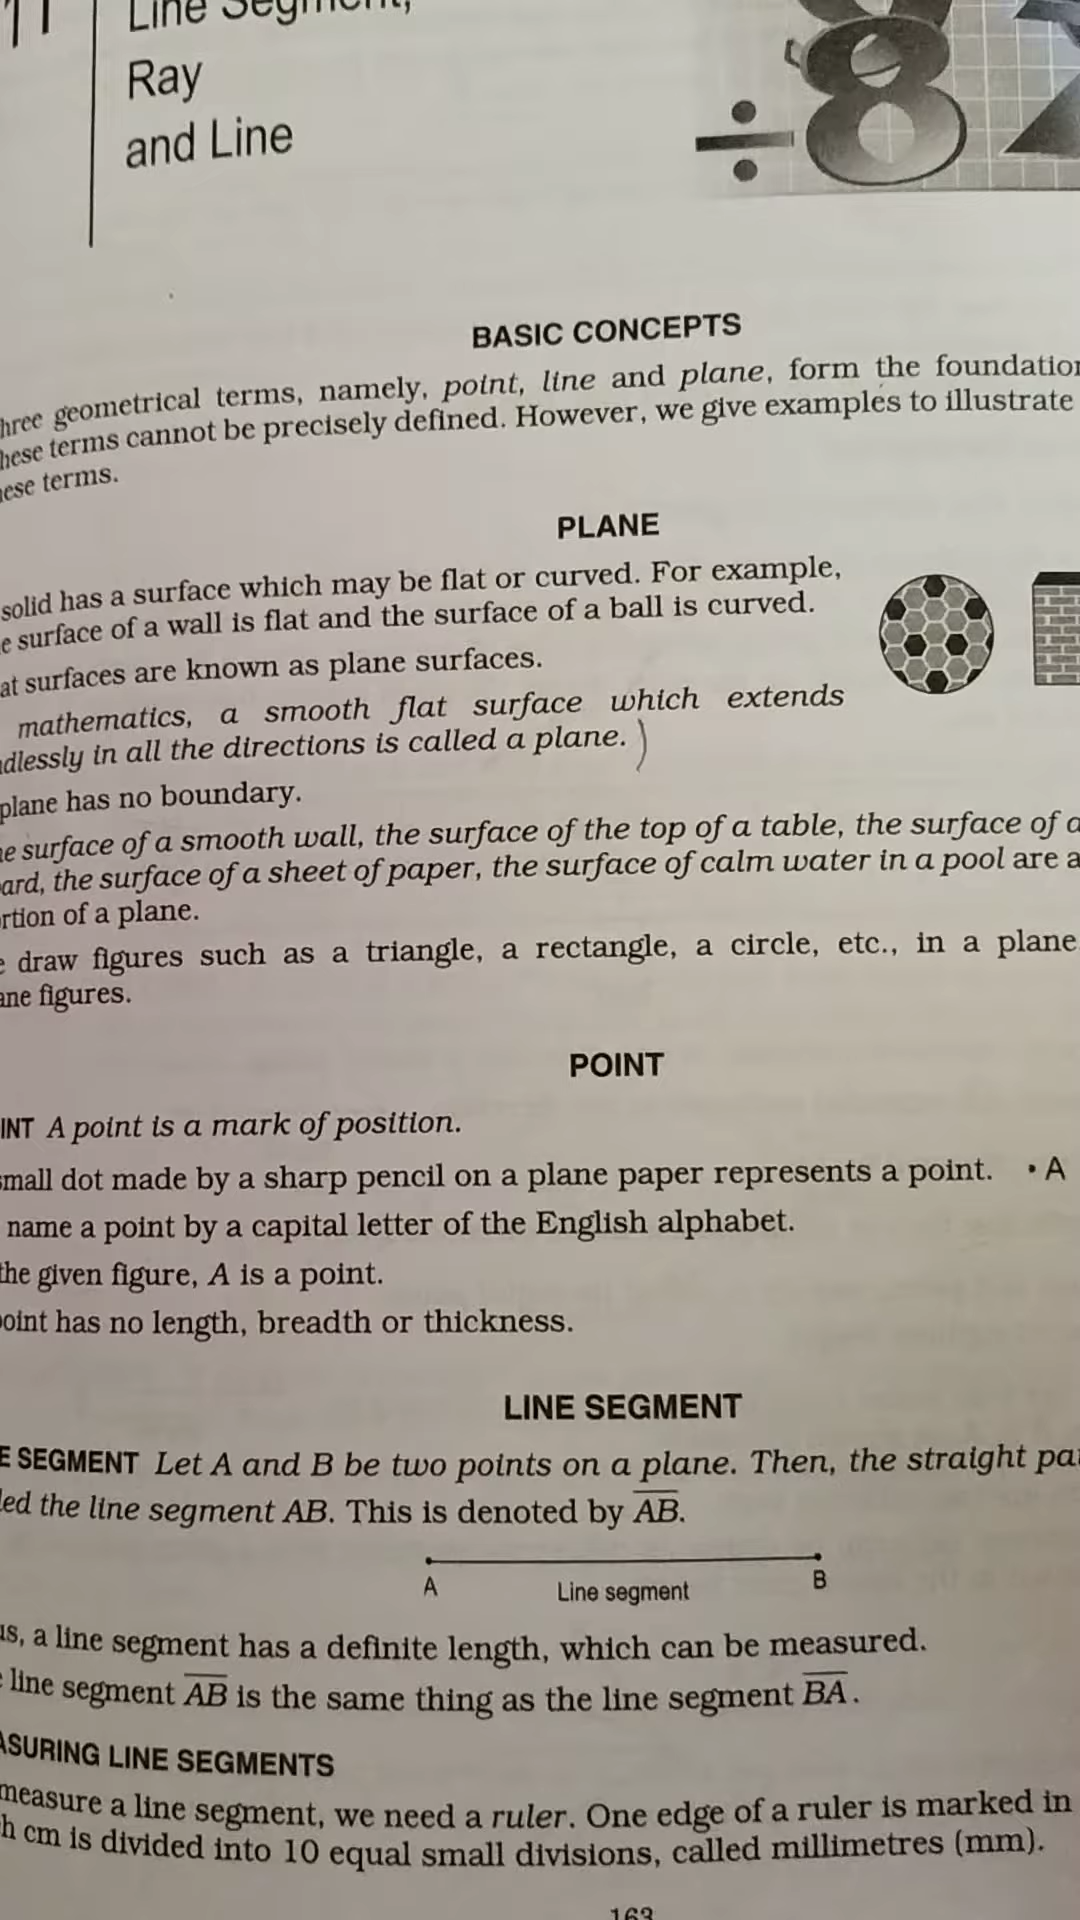 11
Line Segment,
Ray
and Line
BASIC CONCEPTS
geometrical terms, namely, point, line and plane, form the
terms cannot be precisely defined. However, we give examples to illustrate
terms.
PLANE
solid has a surface which may be flat or curved. For example,
surface of a wall is flat and the surface of a ball is curved.
surfaces are known as plane surfaces.
mathematics, a smooth flat surface which extends
in all the directions is called a plane.
plane has no boundary.
surface of a smooth wall, the surface of the top of a table, the surface of
the surface of a sheet of paper, the surface of calm water in a pool are
of a plane.
draw figures such as a triangle, a rectangle, a circle, etc., in a plane
figures.
POINT
A point is a mark of position.
dot made by a sharp pencil on a plane paper represents a point. • A
name a point by a capital letter of the English alphabet.
the given figure, A is a point.
has no length, breadth or thickness.
LINE SEGMENT
SEGMENT Let A and B be two points on a plane. Then, the straight
the line segment AB. This is denoted by A̅B̅.
A Line segment B
a line segment has a definite length, which can be measured.
line segment A̅B̅ is the same thing as the line segment B̅A̅.
LINE SEGMENTS
measure a line segment, we need a ruler. One edge of a ruler is marked in
cm is divided into 10 equal small divisions, called millimetres (mm).
163